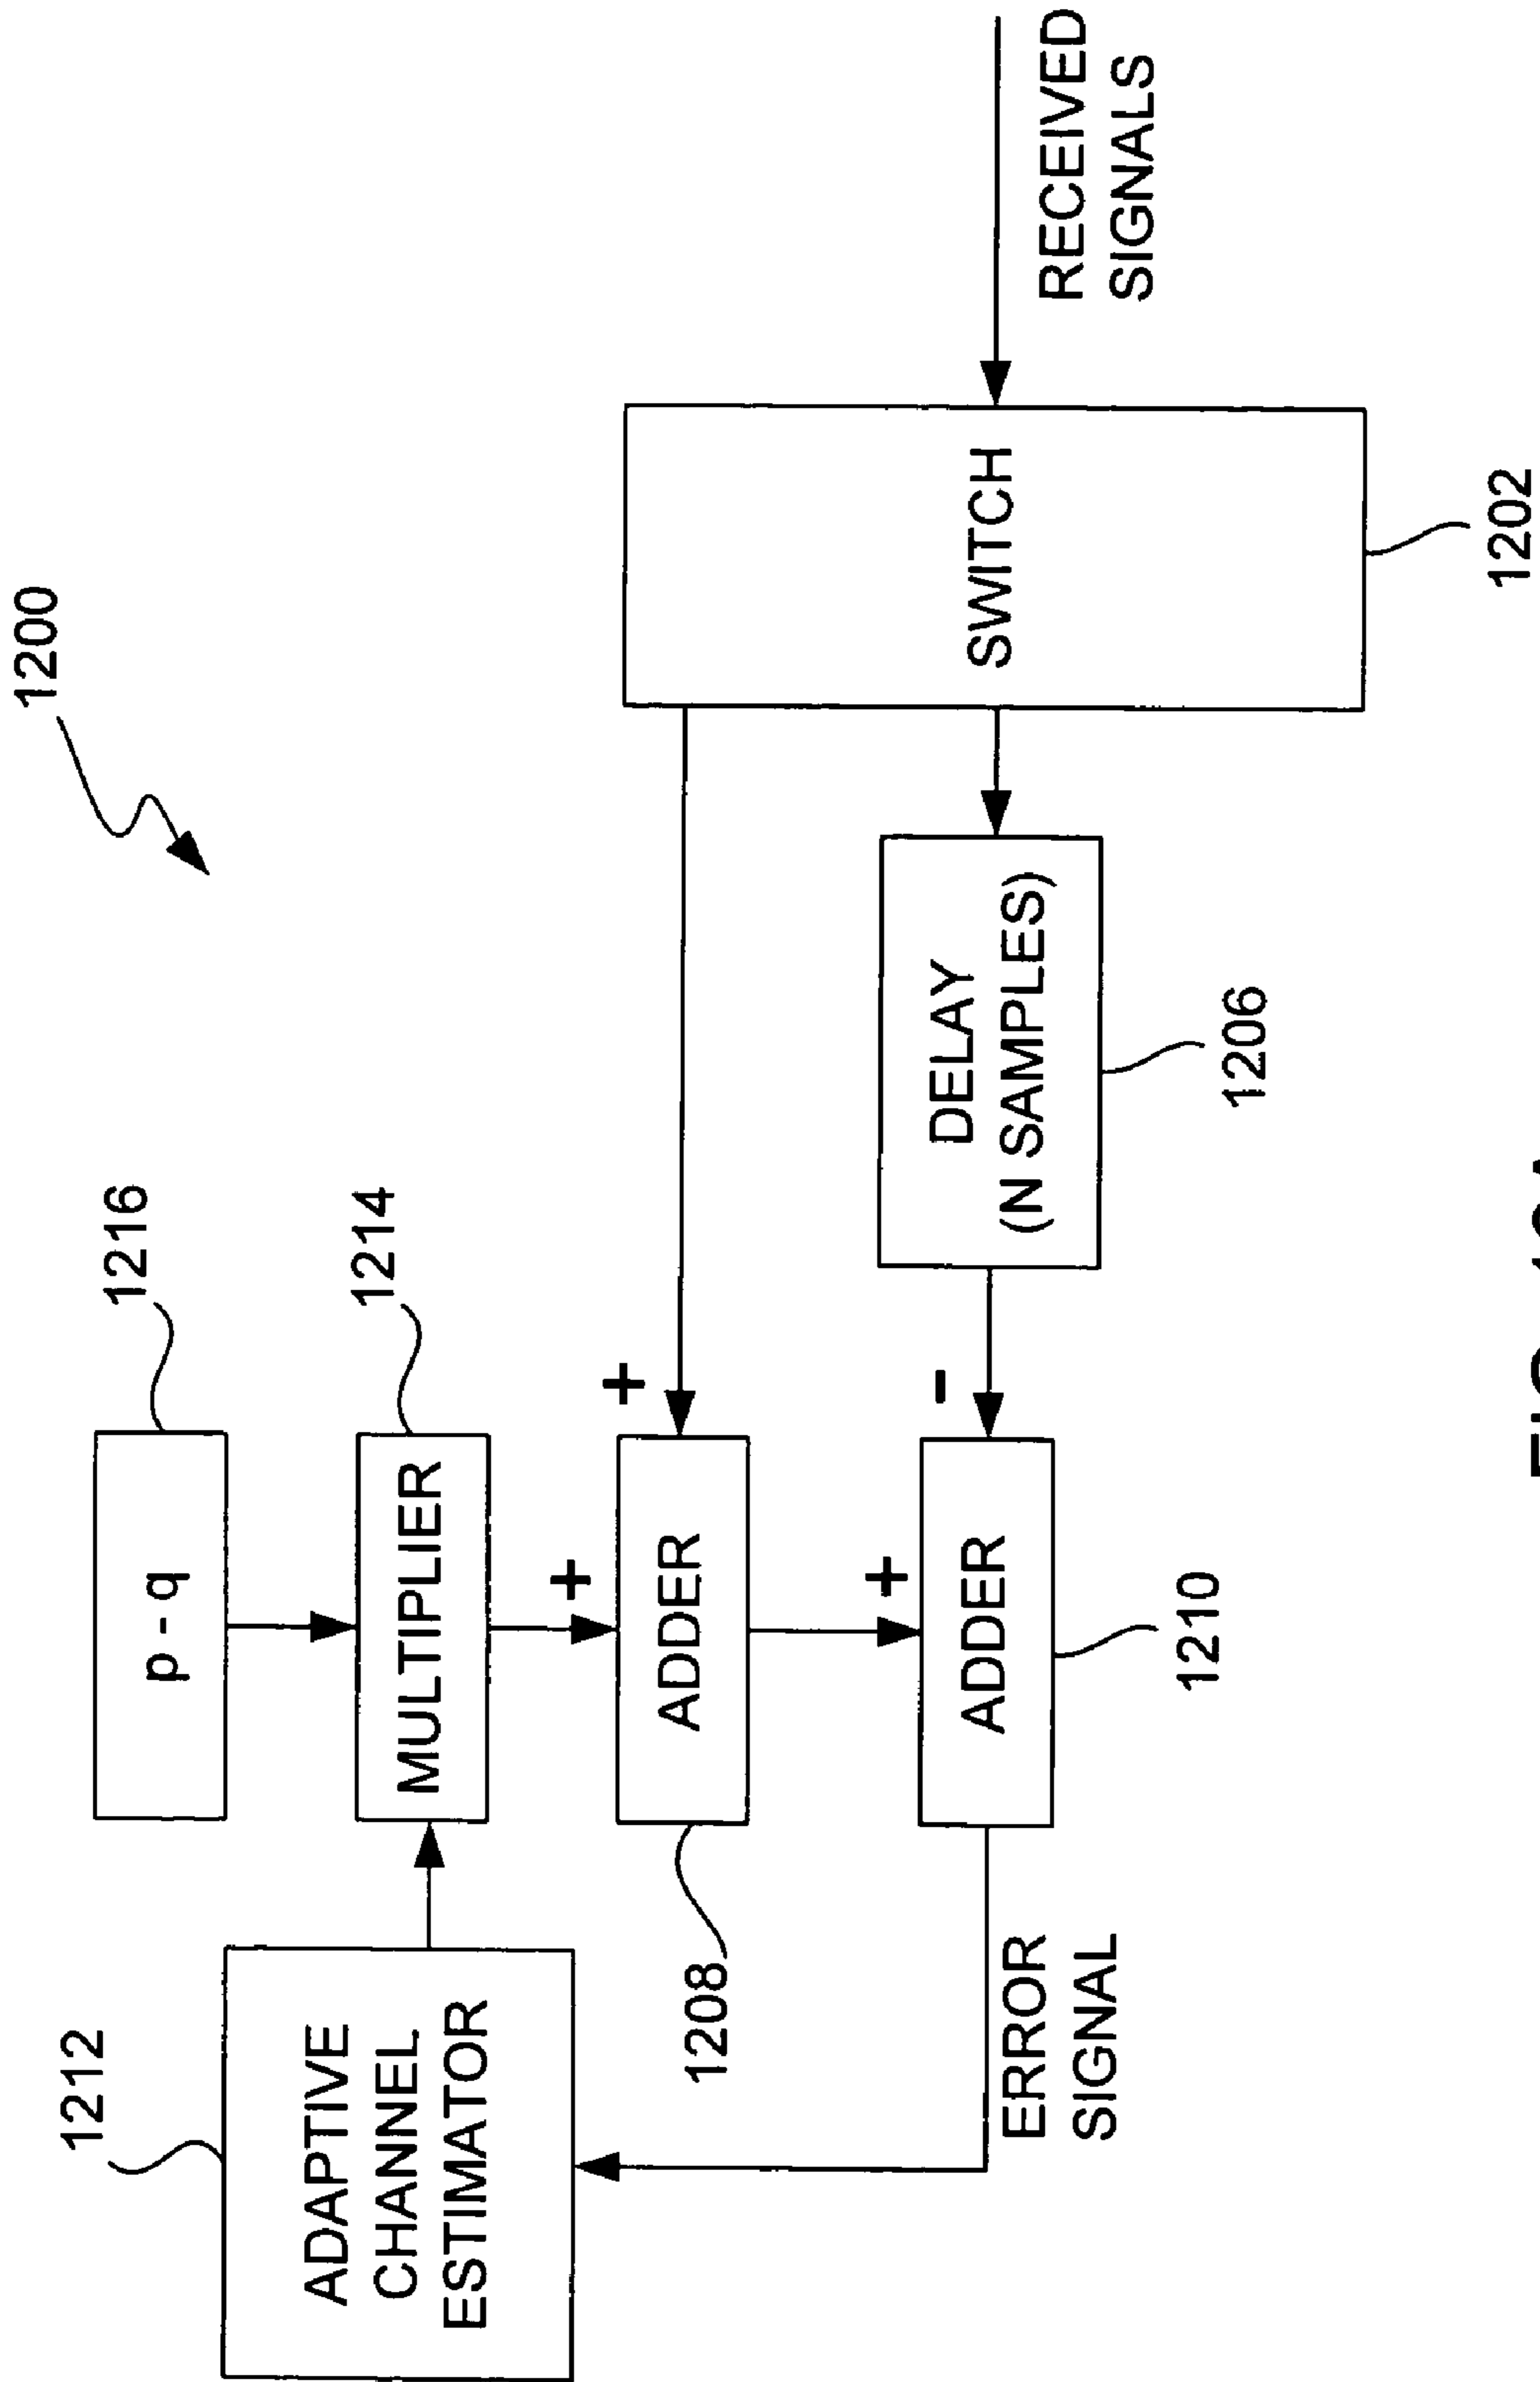 1200
1212
1216
p - q
ADAPTIVE
CHANNEL
ESTIMATOR
1214
MULTIPLIER
+
+
ADDER
1208
+
-
ADDER
1210
DELAY
(N SAMPLES)
1206
SWITCH
1202
ERROR
SIGNAL
RECEIVED
SIGNALS